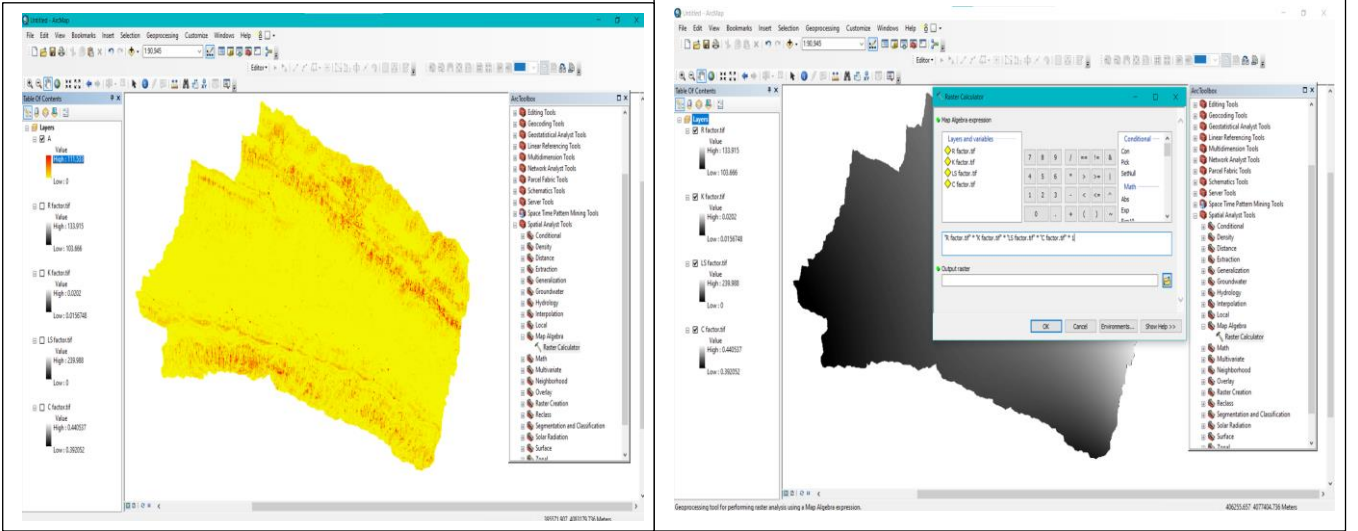 Untitled - ArcMap
File Edit View Bookmarks Insert Selection Geoprocessing Customize Windows Help
1:90,945
Editor
Table Of Contents
Layers
A
Value
High : 111.503
Low : 0
R factor.tif
Value
High : 133.915
Low : 103.666
K factor.tif
Value
High : 0.0202
Low : 0.0156748
LS factor.tif
Value
High : 239.988
Low : 0
C factor.tif
Value
High : 0.440537
Low : 0.392052
ArcToolbox
Editing Tools
Geocoding Tools
Geostatistical Analyst Tools
Linear Referencing Tools
Multidimension Tools
Network Analyst Tools
Parcel Fabric Tools
Schematics Tools
Server Tools
Space Time Pattern Mining Tools
Spatial Analyst Tools
Conditional
Density
Distance
Extraction
Generalization
Groundwater
Hydrology
Interpolation
Local
Map Algebra
Raster Calculator
Math
Multivariate
Neighborhood
Overlay
Raster Creation
Reclass
Segmentation and Classification
Solar Radiation
Surface
Zonal
Meters
Untitled - ArcMap
File Edit View Bookmarks Insert Selection Geoprocessing Customize Windows Help
1:90,945
Editor
Table Of Contents
Layers
R factor.tif
Value
High : 133.915
Low : 103.666
K factor.tif
Value
High : 0.0202
Low : 0.0156748
LS factor.tif
Value
High : 239.988
Low : 0
C factor.tif
Value
High : 0.440537
Low : 0.392052
Raster Calculator
Map Algebra expression
Layers and variables
R factor.tif
K factor.tif
LS factor.tif
C factor.tif
7 8 9 / == != &
4 5 6 * > >= |
1 2 3 - < <= ^
0 . + ( ) ~
Conditional
Con
Pick
SetNull
Math
Abs
Exp
"R factor.tif" * "K factor.tif" * "LS factor.tif" * "C factor.tif" * 1
Output raster
OK Cancel Environments... Show Help >>
ArcToolbox
Editing Tools
Geocoding Tools
Geostatistical Analyst Tools
Linear Referencing Tools
Multidimension Tools
Network Analyst Tools
Parcel Fabric Tools
Schematics Tools
Server Tools
Space Time Pattern Mining Tools
Spatial Analyst Tools
Conditional
Density
Distance
Extraction
Generalization
Groundwater
Hydrology
Interpolation
Local
Map Algebra
Raster Calculator
Math
Multivariate
Neighborhood
Overlay
Raster Creation
Reclass
Segmentation and Classification
Solar Radiation
Surface
Zonal
Geoprocessing tool for performing raster analysis using a Map Algebra expression.
406255.657 4077404.736 Meters